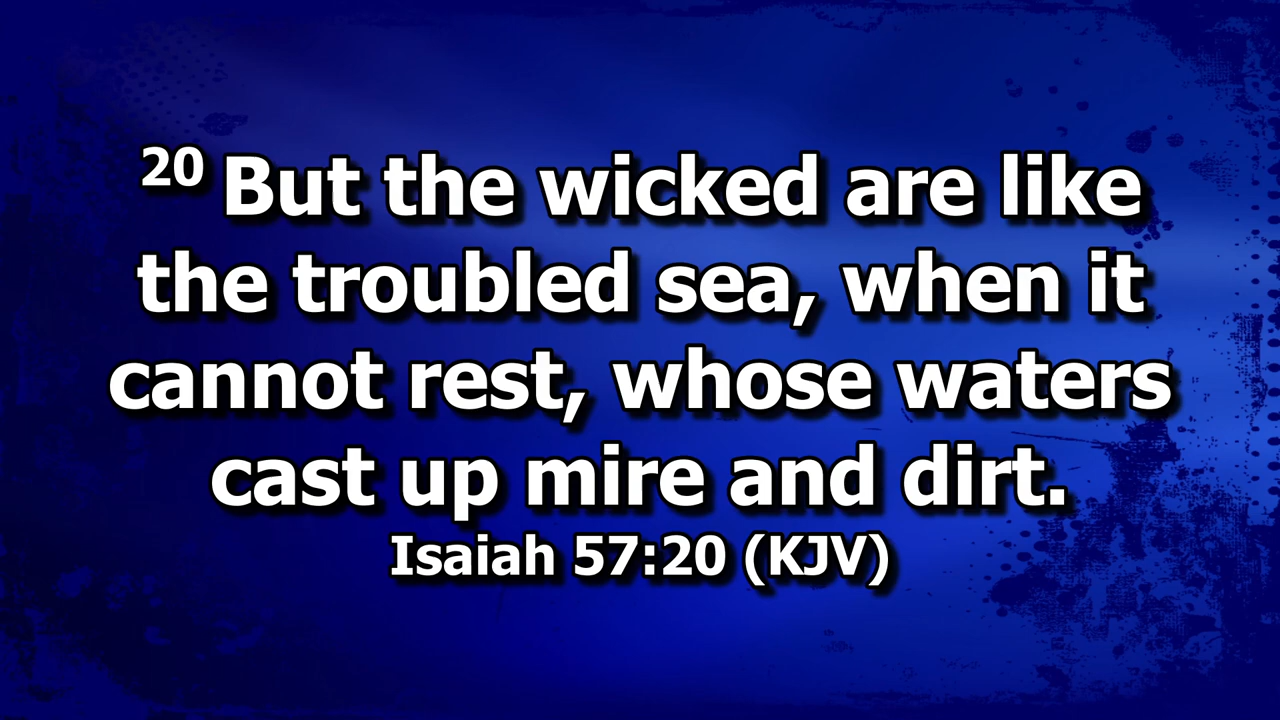 20 But the wicked are like
the troubled sea, when it
cannot rest, whose waters
cast up mire and dirt.
Isaiah 57:20 (KJV)